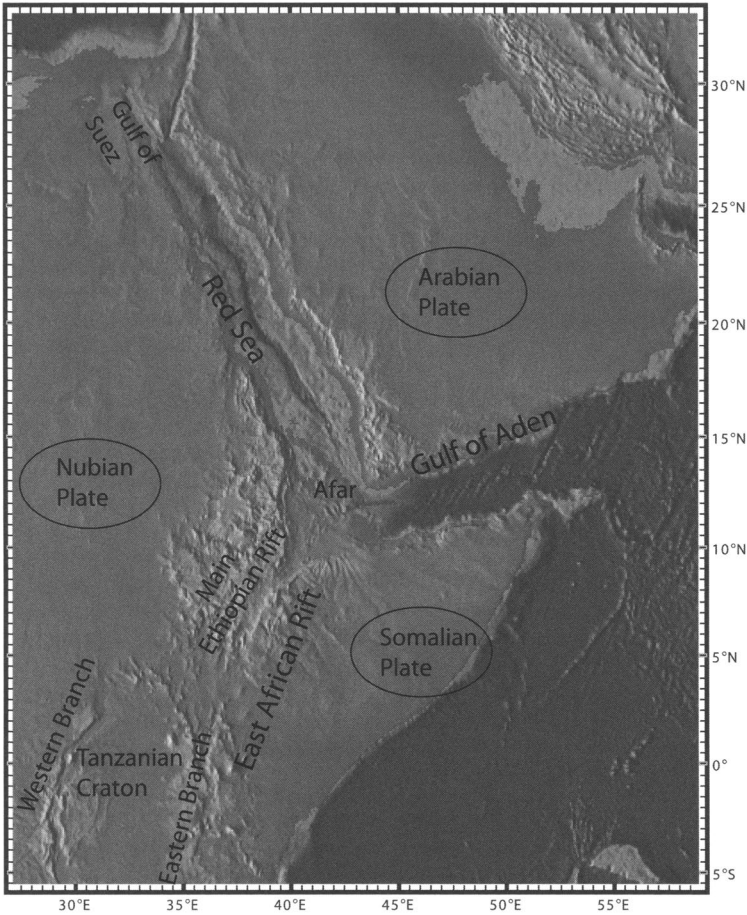 30°N
Gulf of
Suez
25°N
Arabian
Plate
Red Sea
20°N
Gulf of Aden
15°N
Nubian
Plate
Afar
10°N
Main
Ethiopian Rift
East African Rift
Somalian
Plate
5°N
Western Branch
Tanzanian
Craton
Eastern Branch
0°
5°S
30°E
35°E
40°E
45°E
50°E
55°E